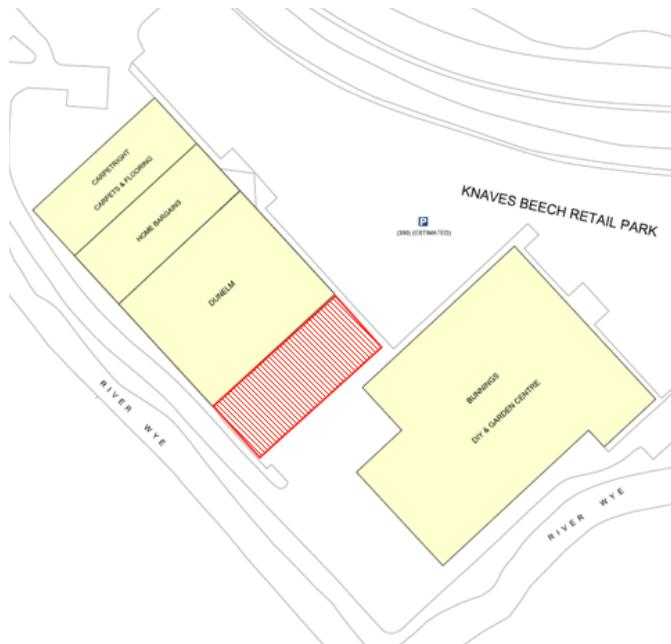 CARPETRIGHT
CARPETS & FLOORING
HOME BARGAINS
DUNELM
KNAVES BEECH RETAIL PARK
P
(300) (ESTIMATED)
BUNNINGS
DIY & GARDEN CENTRE
RIVER WYE
RIVER WYE